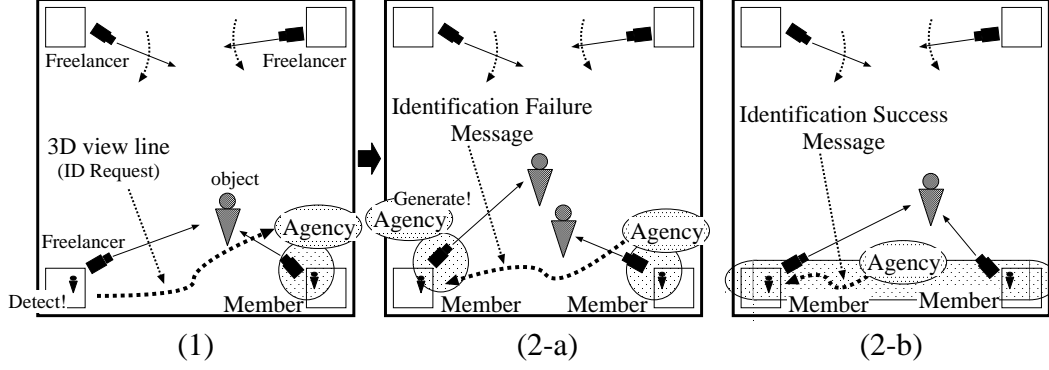 Freelancer
Freelancer
3D view line
(ID Request)
object
Freelancer
Agency
Detect!
Member
(1)
Identification Failure
Message
Generate!
Agency
Agency
Member
Member
(2-a)
Identification Success
Message
Agency
Member
Member
(2-b)